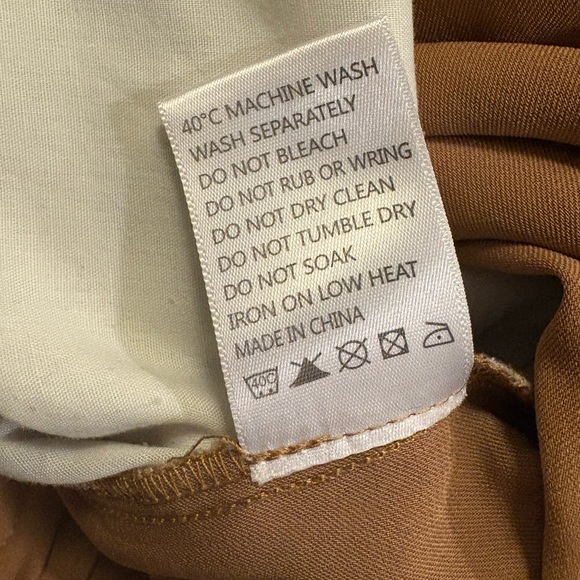 40°C MACHINE WASH
WASH SEPARATELY
DO NOT BLEACH
DO NOT RUB OR WRING
DO NOT DRY CLEAN
DO NOT TUMBLE DRY
DO NOT SOAK
IRON ON LOW HEAT
MADE IN CHINA
40C